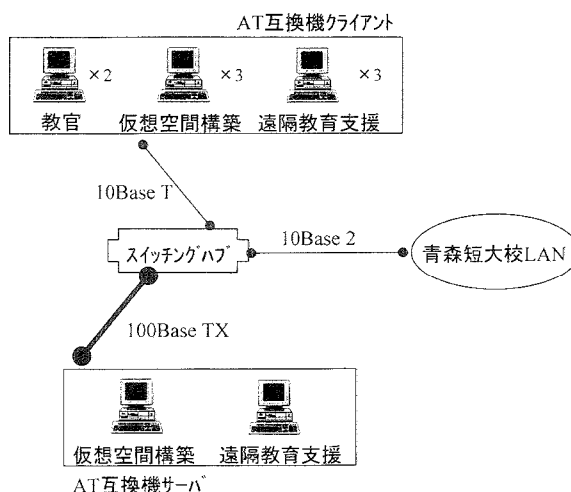 AT互換機クライアント
×2 ×3 ×3
教官 仮想空間構築 遠隔教育支援
10Base T
スイッチングハブ
10Base 2
青森短大校LAN
100Base TX
仮想空間構築 遠隔教育支援
AT互換機サーバ